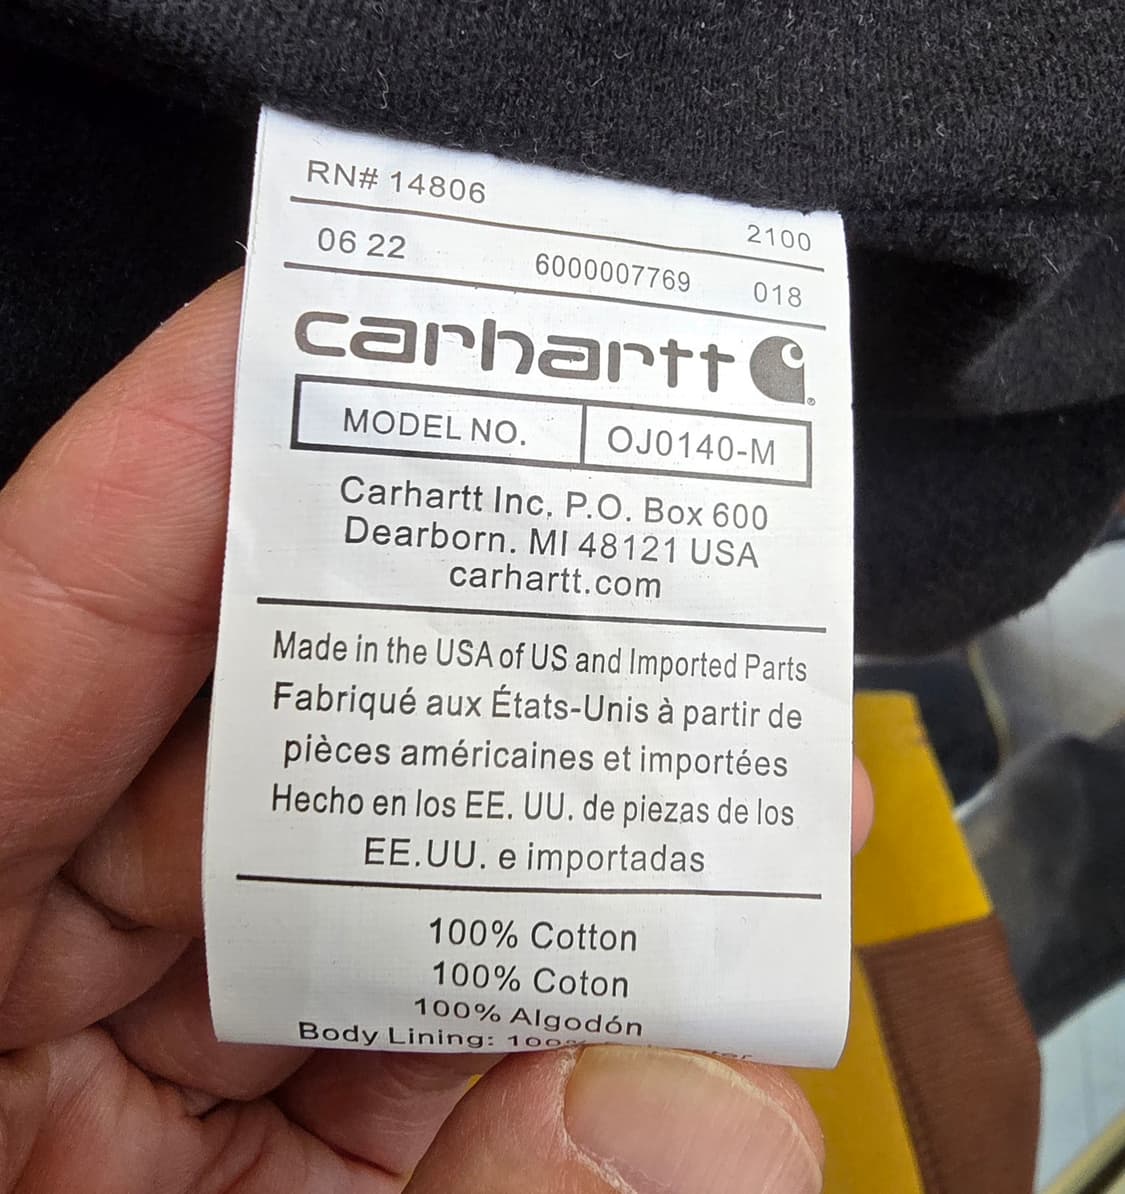 RN# 14806
2100
06 22 6000007769 018
carhartt
MODEL NO. OJ0140-M
Carhartt Inc, P.O. Box 600
Dearborn. MI 48121 USA
carhartt.com
Made in the USA of US and Imported Parts
Fabriqué aux États-Unis à partir de
pièces américaines et importées
Hecho en los EE. UU. de piezas de los
EE.UU. e importadas
100% Cotton
100% Coton
100% Algodón
Body Lining: